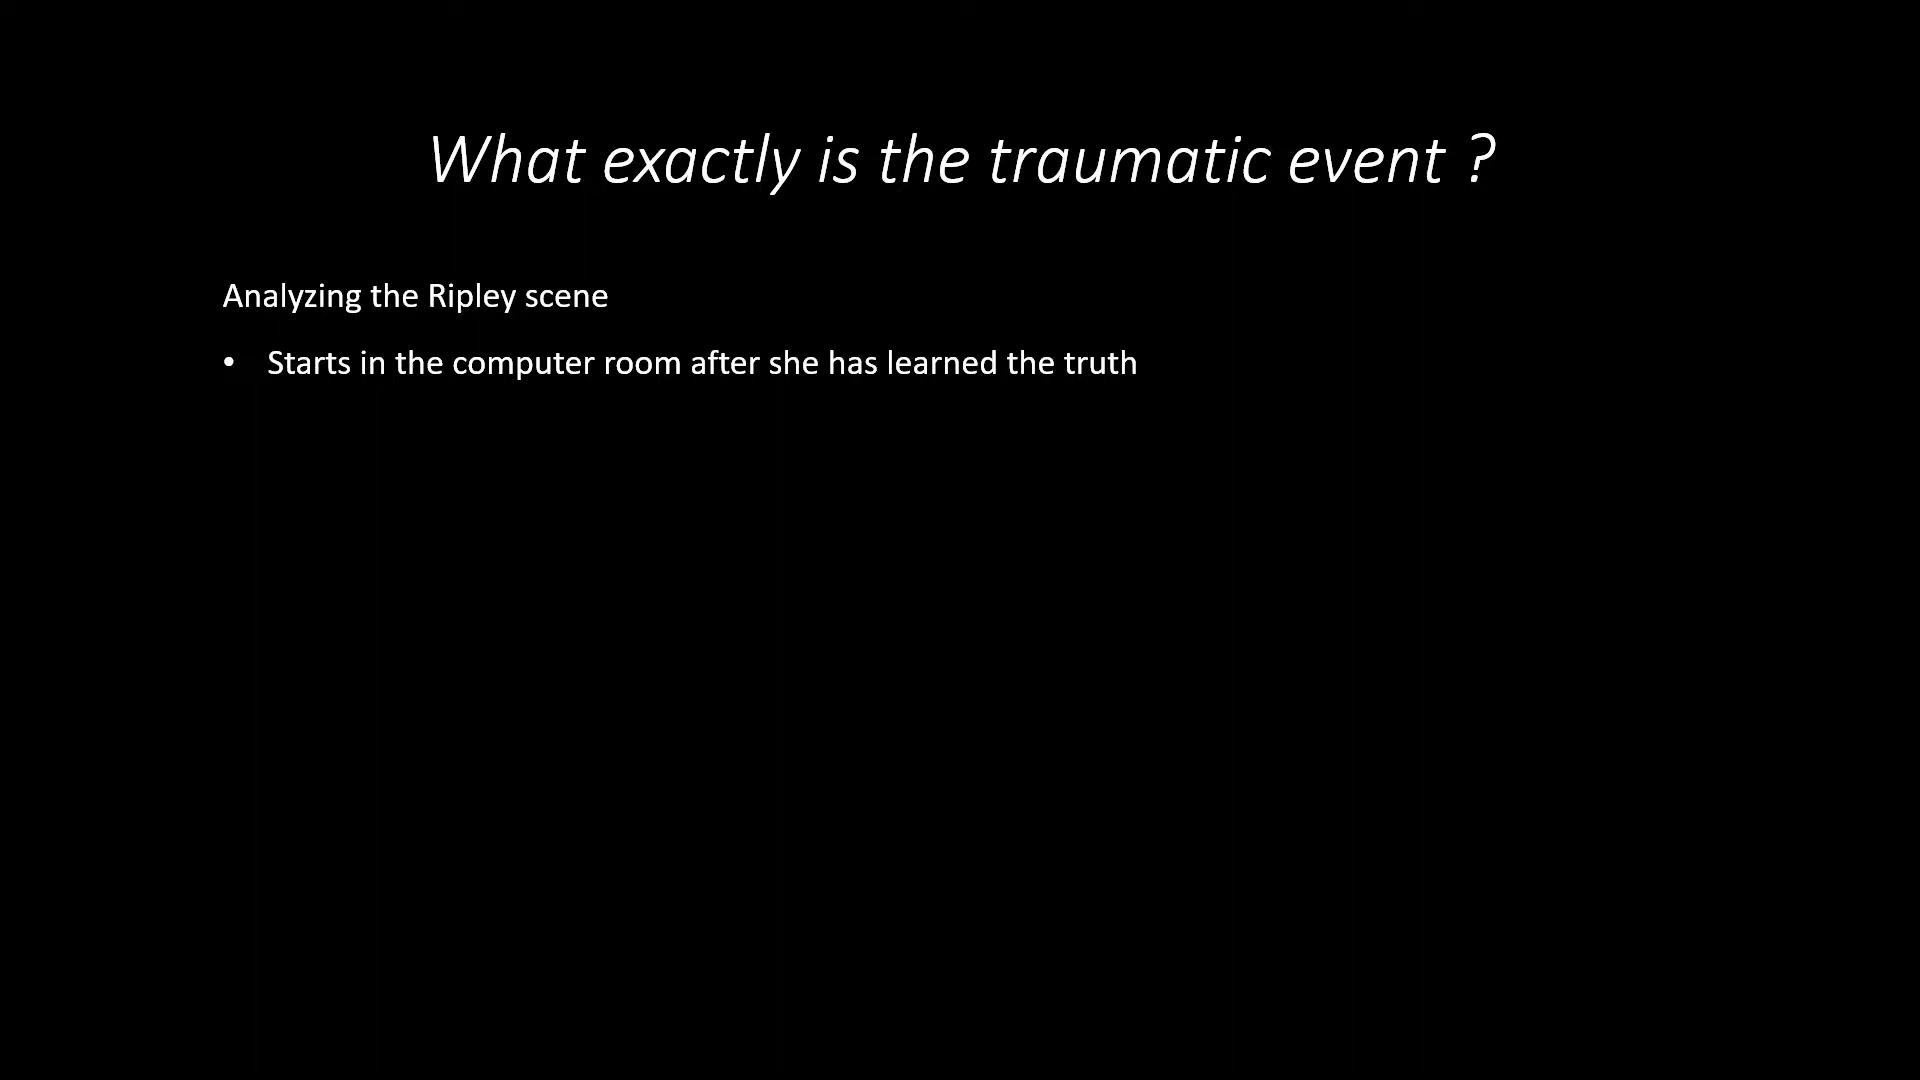 What exactly is the traumatic event ?
Analyzing the Ripley scene
• Starts in the computer room after she has learned the truth